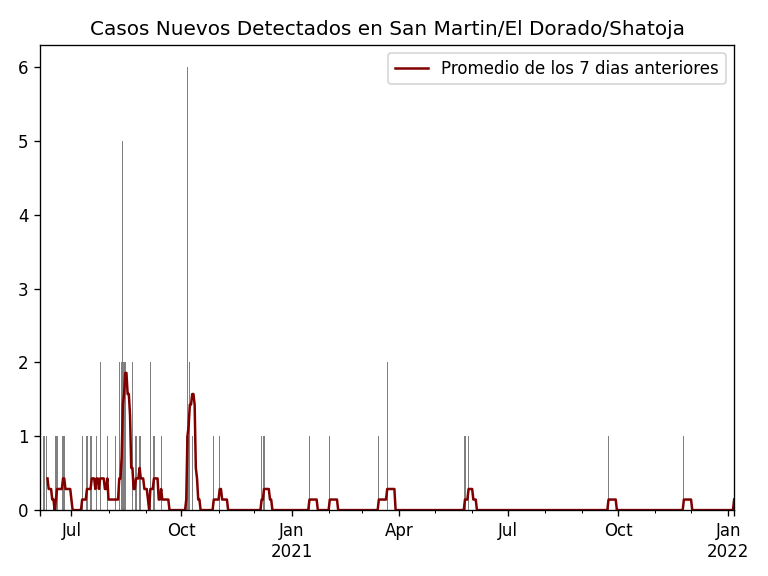 Casos Nuevos Detectados en San Martin/El Dorado/Shatoja
Promedio de los 7 dias anteriores
6
5
4
3
2
1
0
Jul Oct Jan Apr Jul Oct Jan
2021 2022